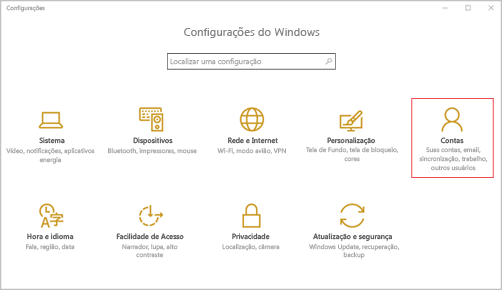 Configurações
Configurações do Windows
Localizar uma configuração
Sistema
Vídeo, notificações, aplicativos
energia
Dispositivos
Bluetooth, impressoras, mouse
Rede e Internet
Wi-Fi, modo avião, VPN
Personalização
Tela de Fundo, tela de bloqueio,
cores
Contas
Suas contas, email,
sincronização, trabalho,
outros usuários
Hora e idioma
Fala, região, data
Facilidade de Acesso
Narrador, lupa, alto
contraste
Privacidade
Localização, câmera
Atualização e segurança
Windows Update, recuperação,
backup